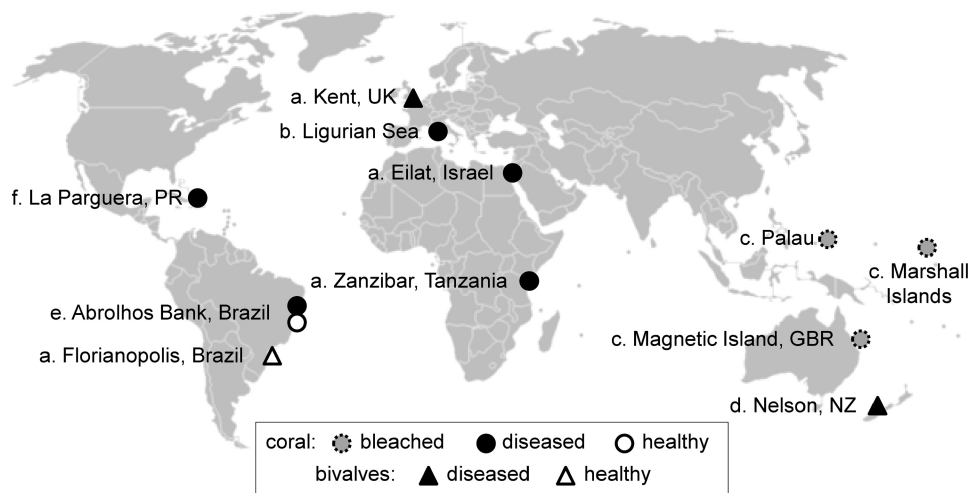 a. Kent, UK
b. Ligurian Sea
a. Eilat, Israel
f. La Parguera, PR
c. Palau
c. Marshall
Islands
a. Zanzibar, Tanzania
e. Abrolhos Bank, Brazil
c. Magnetic Island, GBR
a. Florianopolis, Brazil
d. Nelson, NZ
coral: bleached diseased healthy
bivalves: diseased healthy